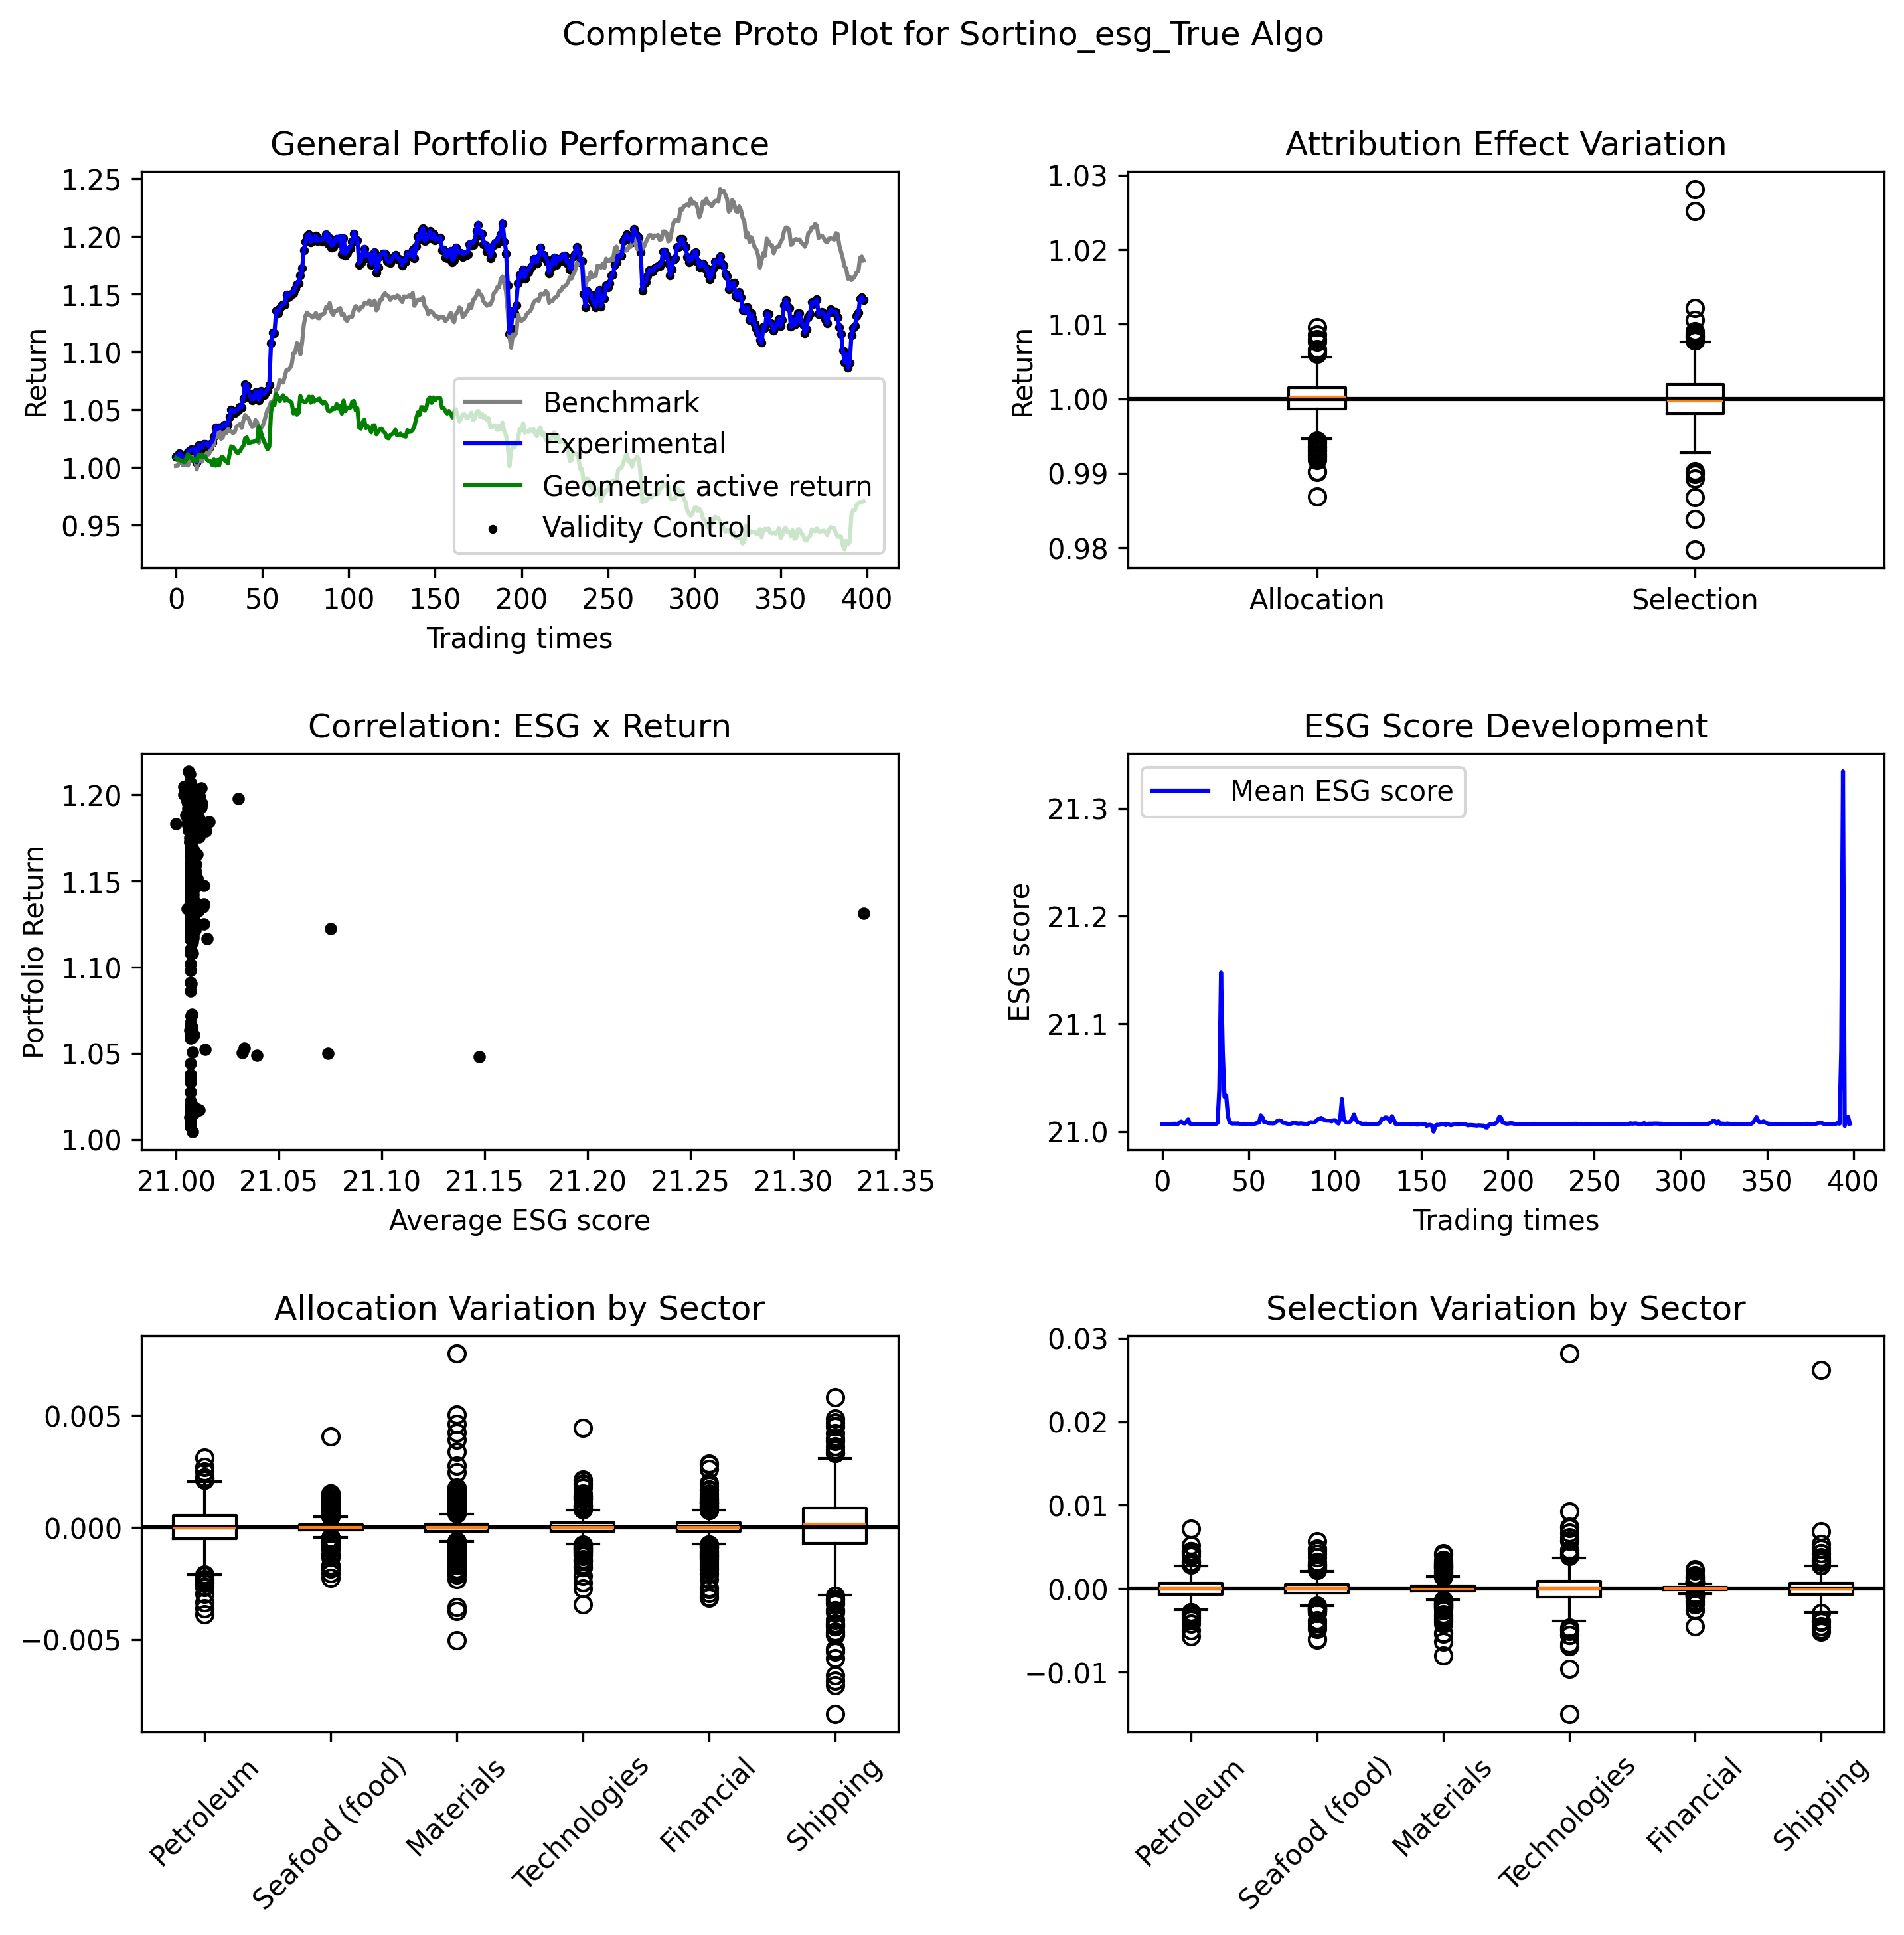 Complete Proto Plot for Sortino_esg_True Algo
General Portfolio Performance
1.25
1.20
1.15
1.10
1.05
1.00
0.95
Return
Benchmark
Experimental
Geometric active return
Validity Control
0 50 100 150 200 250 300 350 400
Trading times
Attribution Effect Variation
1.03
1.02
1.01
1.00
0.99
0.98
Return
Allocation Selection
Correlation: ESG x Return
1.20
1.15
1.10
1.05
1.00
Portfolio Return
21.00 21.05 21.10 21.15 21.20 21.25 21.30 21.35
Average ESG score
ESG Score Development
Mean ESG score
21.3
21.2
21.1
21.0
ESG score
0 50 100 150 200 250 300 350 400
Trading times
Allocation Variation by Sector
0.005
0.000
−0.005
Petroleum
Seafood (food)
Materials
Technologies
Financial
Shipping
Selection Variation by Sector
0.03
0.02
0.01
0.00
−0.01
Petroleum
Seafood (food)
Materials
Technologies
Financial
Shipping